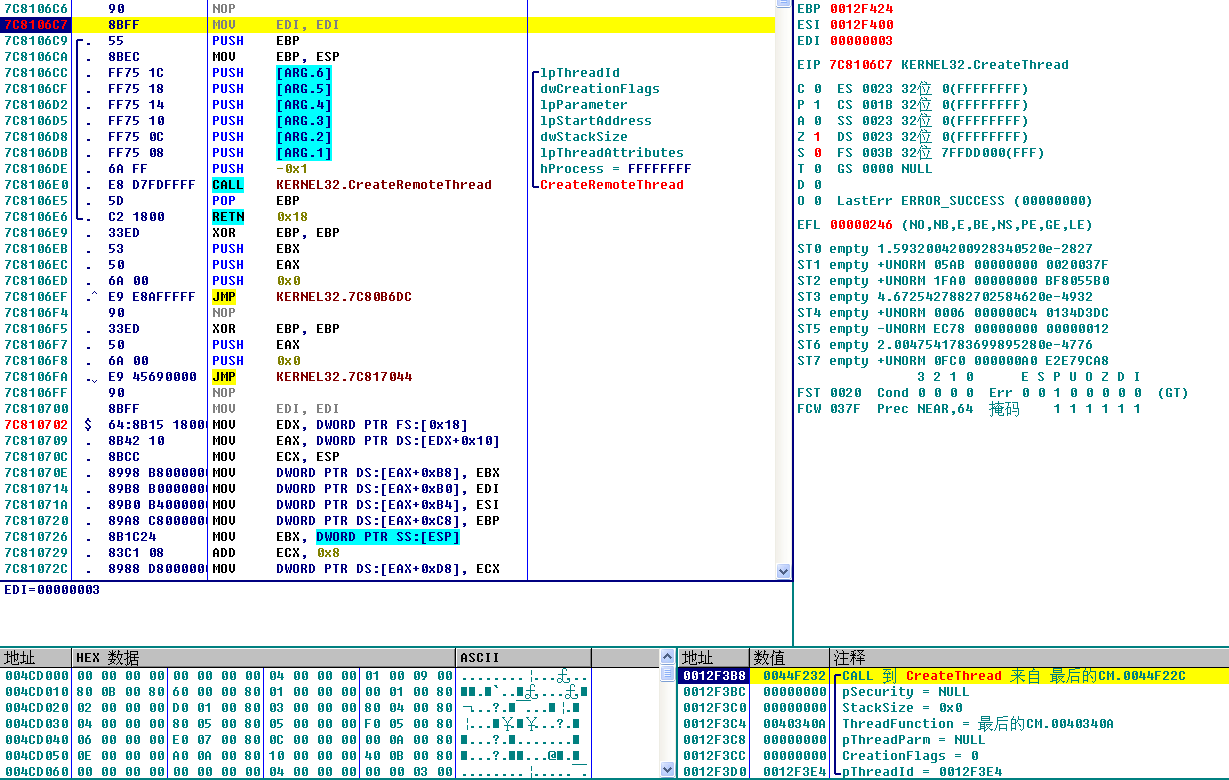 7C8106C6 90 NOP
7C8106C7 8BFF MOV EDI, EDI
7C8106C9 . 55 PUSH EBP
7C8106CA . 8BEC MOV EBP, ESP
7C8106CC . FF75 1C PUSH [ARG.6] lpThreadId
7C8106CF . FF75 18 PUSH [ARG.5] dwCreationFlags
7C8106D2 . FF75 14 PUSH [ARG.4] lpParameter
7C8106D5 . FF75 10 PUSH [ARG.3] lpStartAddress
7C8106D8 . FF75 0C PUSH [ARG.2] dwStackSize
7C8106DB . FF75 08 PUSH [ARG.1] lpThreadAttributes
7C8106DE . 6A FF PUSH -0x1 hProcess = FFFFFFFF
7C8106E0 . E8 D7FDFFFF CALL KERNEL32.CreateRemoteThread CreateRemoteThread
7C8106E5 . 5D POP EBP
7C8106E6 . C2 1800 RETN 0x18
7C8106E9 . 33ED XOR EBP, EBP
7C8106EB . 53 PUSH EBX
7C8106EC . 50 PUSH EAX
7C8106ED . 6A 00 PUSH 0x0
7C8106EF .^ E9 E8AFFFFF JMP KERNEL32.7C80B6DC
7C8106F4 90 NOP
7C8106F5 . 33ED XOR EBP, EBP
7C8106F7 . 50 PUSH EAX
7C8106F8 . 6A 00 PUSH 0x0
7C8106FA . E9 45690000 JMP KERNEL32.7C817044
7C8106FF 90 NOP
7C810700 8BFF MOV EDI, EDI
7C810702 $ 64:8B15 1800 MOV EDX, DWORD PTR FS:[0x18]
7C810709 . 8B42 10 MOV EAX, DWORD PTR DS:[EDX+0x10]
7C81070C . 8BCC MOV ECX, ESP
7C81070E . 8998 B8000000 MOV DWORD PTR DS:[EAX+0xB8], EBX
7C810714 . 89B8 B0000000 MOV DWORD PTR DS:[EAX+0xB0], EDI
7C81071A . 89B0 B4000000 MOV DWORD PTR DS:[EAX+0xB4], ESI
7C810720 . 89A8 C8000000 MOV DWORD PTR DS:[EAX+0xC8], EBP
7C810726 . 8B1C24 MOV EBX, DWORD PTR SS:[ESP]
7C810729 . 83C1 08 ADD ECX, 0x8
7C81072C . 8988 D8000000 MOV DWORD PTR DS:[EAX+0xD8], ECX
EDI=00000003
EBP 0012F424
ESI 0012F400
EDI 00000003
EIP 7C8106C7 KERNEL32.CreateThread
C 0 ES 0023 32位 0(FFFFFFFF)
P 1 CS 001B 32位 0(FFFFFFFF)
A 0 SS 0023 32位 0(FFFFFFFF)
Z 1 DS 0023 32位 0(FFFFFFFF)
S 0 FS 003B 32位 7FFDD000(FFF)
T 0 GS 0000 NULL
D 0
O 0 LastErr ERROR_SUCCESS (00000000)
EFL 00000246 (NO,NB,E,BE,NS,PE,GE,LE)
ST0 empty 1.5932004200928340520e-2827
ST1 empty +UNORM 05AB 00000000 0020037F
ST2 empty +UNORM 1FA0 00000000 BF8055B0
ST3 empty 4.6725427882702584620e-4932
ST4 empty +UNORM 0006 000000C4 0134D3DC
ST5 empty -UNORM EC78 00000000 00000012
ST6 empty 2.0047541783699895280e-4776
ST7 empty +UNORM 0FC0 000000A0 E2E79CA8
3 2 1 0 E S P U O Z D I
FST 0020 Cond 0 0 0 0 Err 0 0 1 0 0 0 0 0 (GT)
FCW 037F Prec NEAR,64 掩码 1 1 1 1 1 1
地址 HEX 数据 ASCII
004CD000 00 00 00 00 00 00 04 00 00 00 00 00 01 00 09 00
004CD010 80 0B 00 80 60 00 00 80 01 00 00 00 00 01 00 80
004CD020 02 00 00 00 D0 01 00 80 03 00 00 00 80 04 00 80
004CD030 04 00 00 00 80 05 00 80 05 00 00 00 F0 05 00 80
004CD040 06 00 00 00 E0 07 00 80 0C 00 00 00 00 0A 00 80
004CD050 0E 00 00 00 A0 0A 00 80 10 00 00 00 40 0B 00 80
004CD060 00 00 00 00 00 00 00 00 04 00 00 00 00 00 03 00
地址 数值 注释
0012F3B8 0044F232 CALL 到 CreateThread 来自 最后的CM.0044F22C
0012F3BC 00000000 pSecurity = NULL
0012F3C0 00000000 StackSize = 0x0
0012F3C4 0040340A ThreadFunction = 最后的CM.0040340A
0012F3C8 00000000 pThreadParm = NULL
0012F3CC 00000000 CreationFlags = 0
0012F3D0 0012F3E4 pThreadId = 0012F3E4